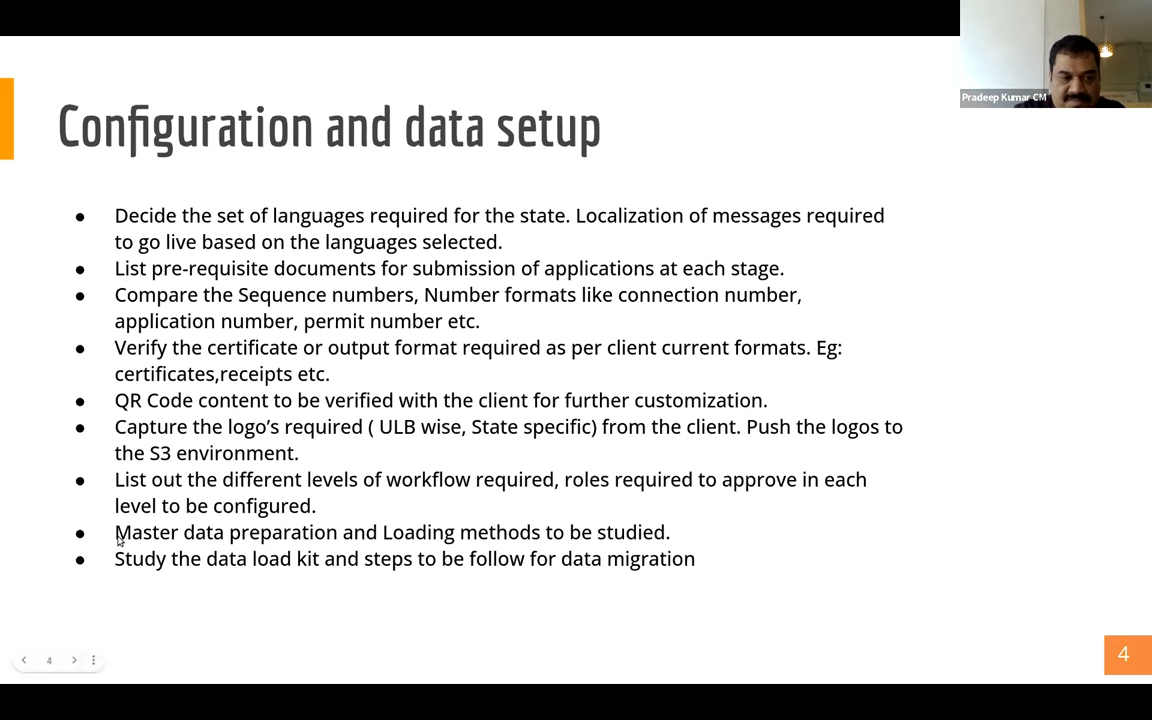 Pradeep Kumar CM
Configuration and data setup
● Decide the set of languages required for the state. Localization of messages required
to go live based on the languages selected.
● List pre-requisite documents for submission of applications at each stage.
● Compare the Sequence numbers, Number formats like connection number,
application number, permit number etc.
● Verify the certificate or output format required as per client current formats. Eg:
certificates,receipts etc.
● QR Code content to be verified with the client for further customization.
● Capture the logo’s required ( ULB wise, State specific) from the client. Push the logos to
the S3 environment.
● List out the different levels of workflow required, roles required to approve in each
level to be configured.
● Master data preparation and Loading methods to be studied.
● Study the data load kit and steps to be follow for data migration
4
4